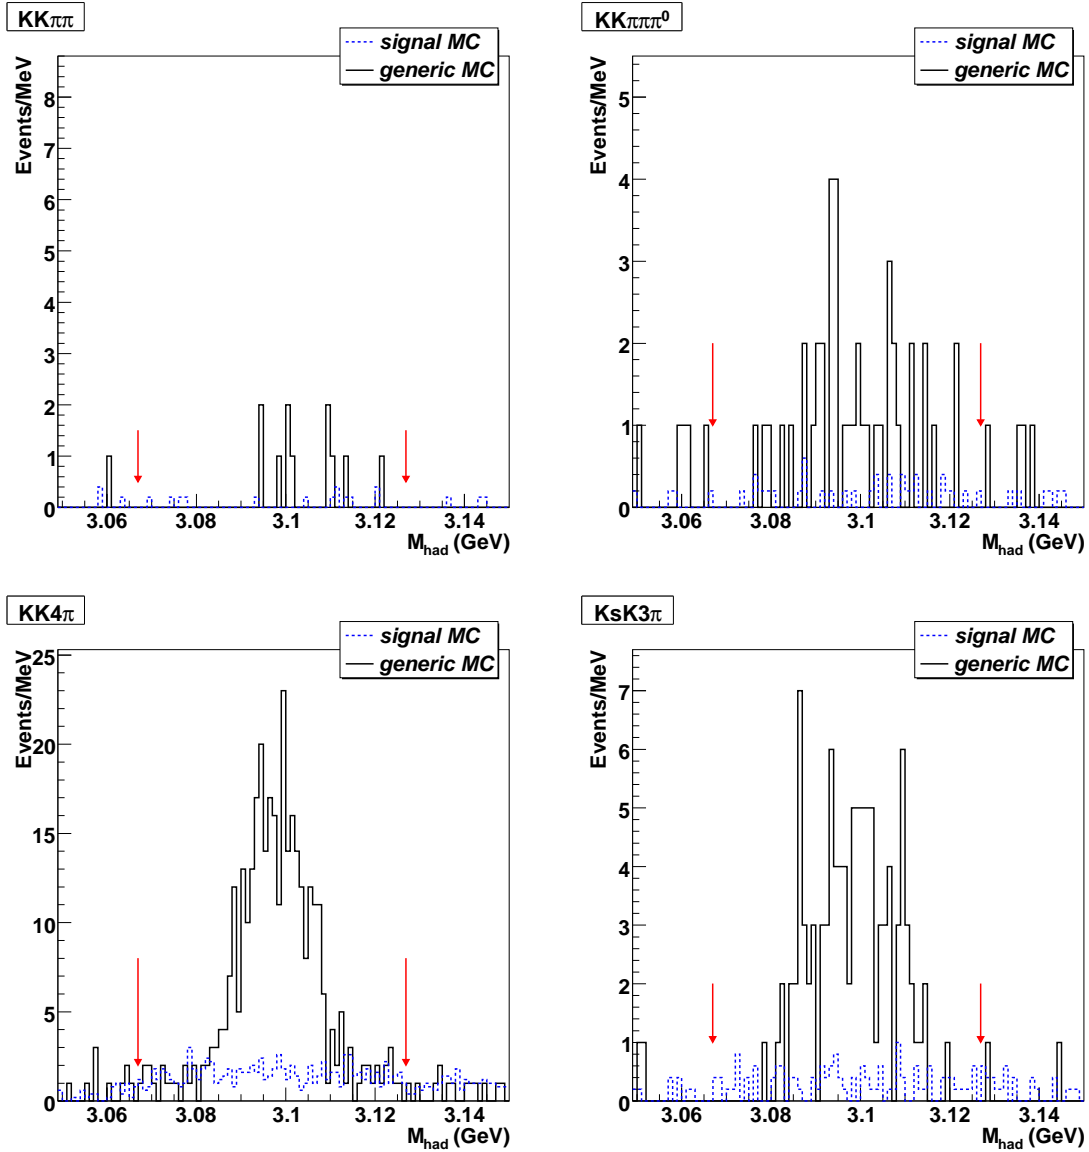 KKππ
signal MC
generic MC
Events/MeV
8
7
6
5
4
3
2
1
0
3.06 3.08 3.1 3.12 3.14
M_had (GeV)
KKπππ⁰
signal MC
generic MC
Events/MeV
5
4
3
2
1
0
3.06 3.08 3.1 3.12 3.14
M_had (GeV)
KK4π
signal MC
generic MC
Events/MeV
25
20
15
10
5
0
3.06 3.08 3.1 3.12 3.14
M_had (GeV)
KsK3π
signal MC
generic MC
Events/MeV
7
6
5
4
3
2
1
0
3.06 3.08 3.1 3.12 3.14
M_had (GeV)